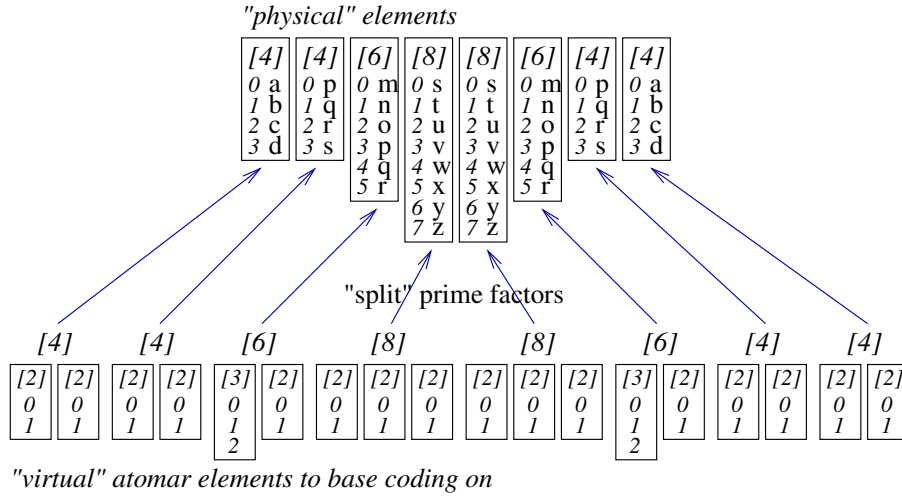 "physical" elements
[4] [4] [6] [8] [8] [6] [4] [4]
0 a 0 p 0 m 0 s 0 s 0 m 0 p 0 a
1 b 1 q 1 n 1 t 1 t 1 n 1 q 1 b
2 c 2 r 2 o 2 u 2 u 2 o 2 r 2 c
3 d 3 s 3 p 3 v 3 v 3 p 3 s 3 d
4 q 4 w 4 w 4 q
5 r 5 x 5 x 5 r
6 y 6 y
7 z 7 z
"split" prime factors
[4] [4] [6] [8] [8] [6] [4] [4]
[2] [2] [2] [2] [3] [2] [2] [2] [2] [2] [2] [2] [3] [2] [2] [2] [2] [2]
0 0 0 0 0 0 0 0 0 0 0 0 0 0 0 0 0 0
1 1 1 1 1 1 1 1 1 1 1 1 1 1 1 1 1 1
2 2
"virtual" atomar elements to base coding on